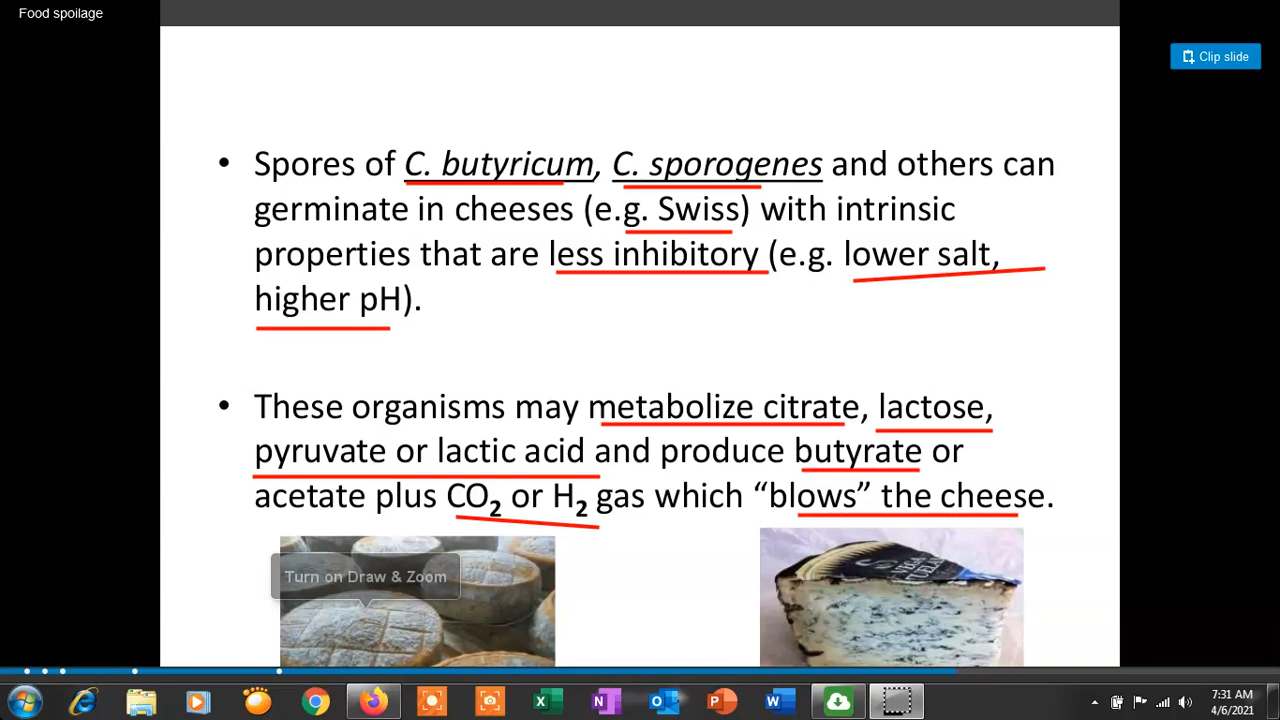 Food spoilage
Clip slide
• Spores of C. butyricum, C. sporogenes and others can
germinate in cheeses (e.g. Swiss) with intrinsic
properties that are less inhibitory (e.g. lower salt,
higher pH).
• These organisms may metabolize citrate, lactose,
pyruvate or lactic acid and produce butyrate or
acetate plus CO₂ or H₂ gas which “blows” the cheese.
Turn on Draw & Zoom
7:31 AM
4/6/2021